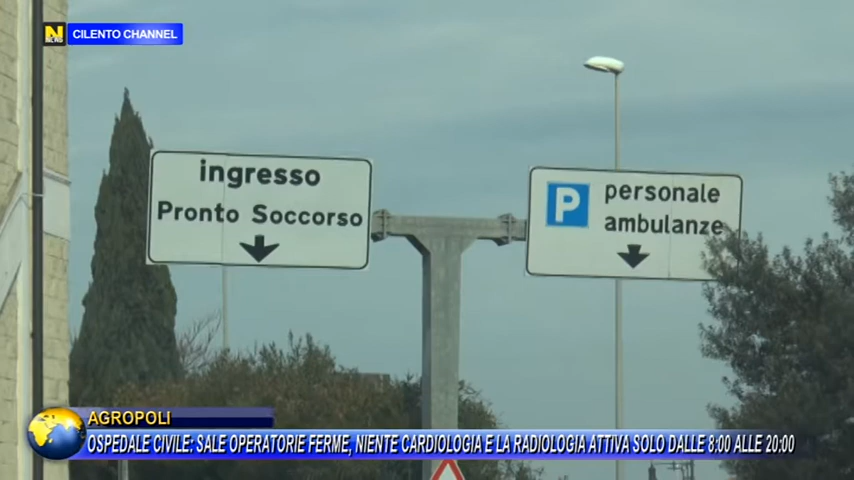 N
NEWS
CILENTO CHANNEL
ingresso
Pronto Soccorso
P
personale
ambulanze
AGROPOLI
OSPEDALE CIVILE: SALE OPERATORIE FERME, NIENTE CARDIOLOGIA E LA RADIOLOGIA ATTIVA SOLO DALLE 8:00 ALLE 20:00